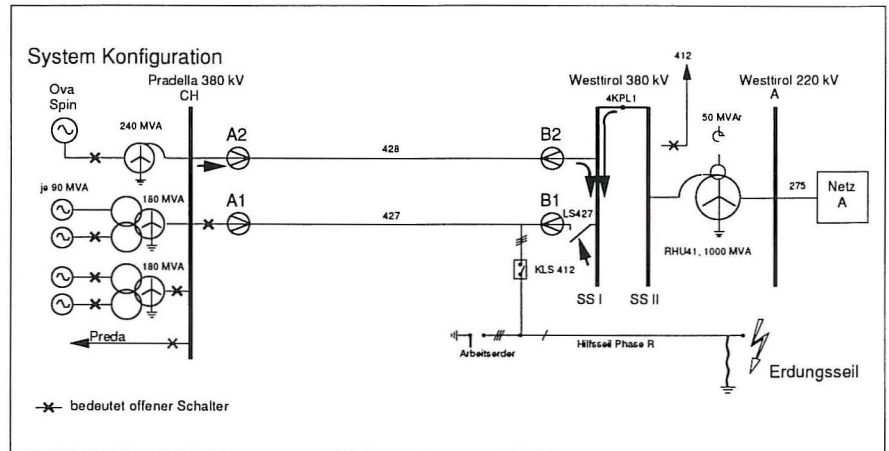 System Konfiguration
Pradella 380 kV
CH
Westtirol 380 kV
4KPL1
412
Westtirol 220 kV
A
Ova
Spin
240 MVA
A2
428
B2
50 MVAr
je 90 MVA
180 MVA
A1
427
B1
LS427
275
Netz
A
RHU41, 1000 MVA
180 MVA
KLS 412
SS I
SS II
Preda
Arbeitserder
Hilfsseil Phase R
Erdungsseil
bedeutet offener Schalter